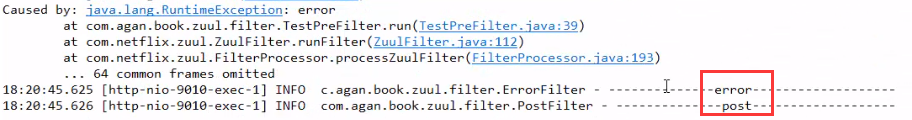 Caused by: java.lang.RuntimeException: error
at com.agan.book.zuul.filter.TestPreFilter.run(TestPreFilter.java:39)
at com.netflix.zuul.ZuulFilter.runFilter(ZuulFilter.java:112)
at com.netflix.zuul.FilterProcessor.processZuulFilter(FilterProcessor.java:193)
... 64 common frames omitted
18:20:45.625 [http-nio-9010-exec-1] INFO  c.agan.book.zuul.filter.ErrorFilter - --------------error------------------
18:20:45.626 [http-nio-9010-exec-1] INFO  com.agan.book.zuul.filter.PostFilter - ---------------post------------------